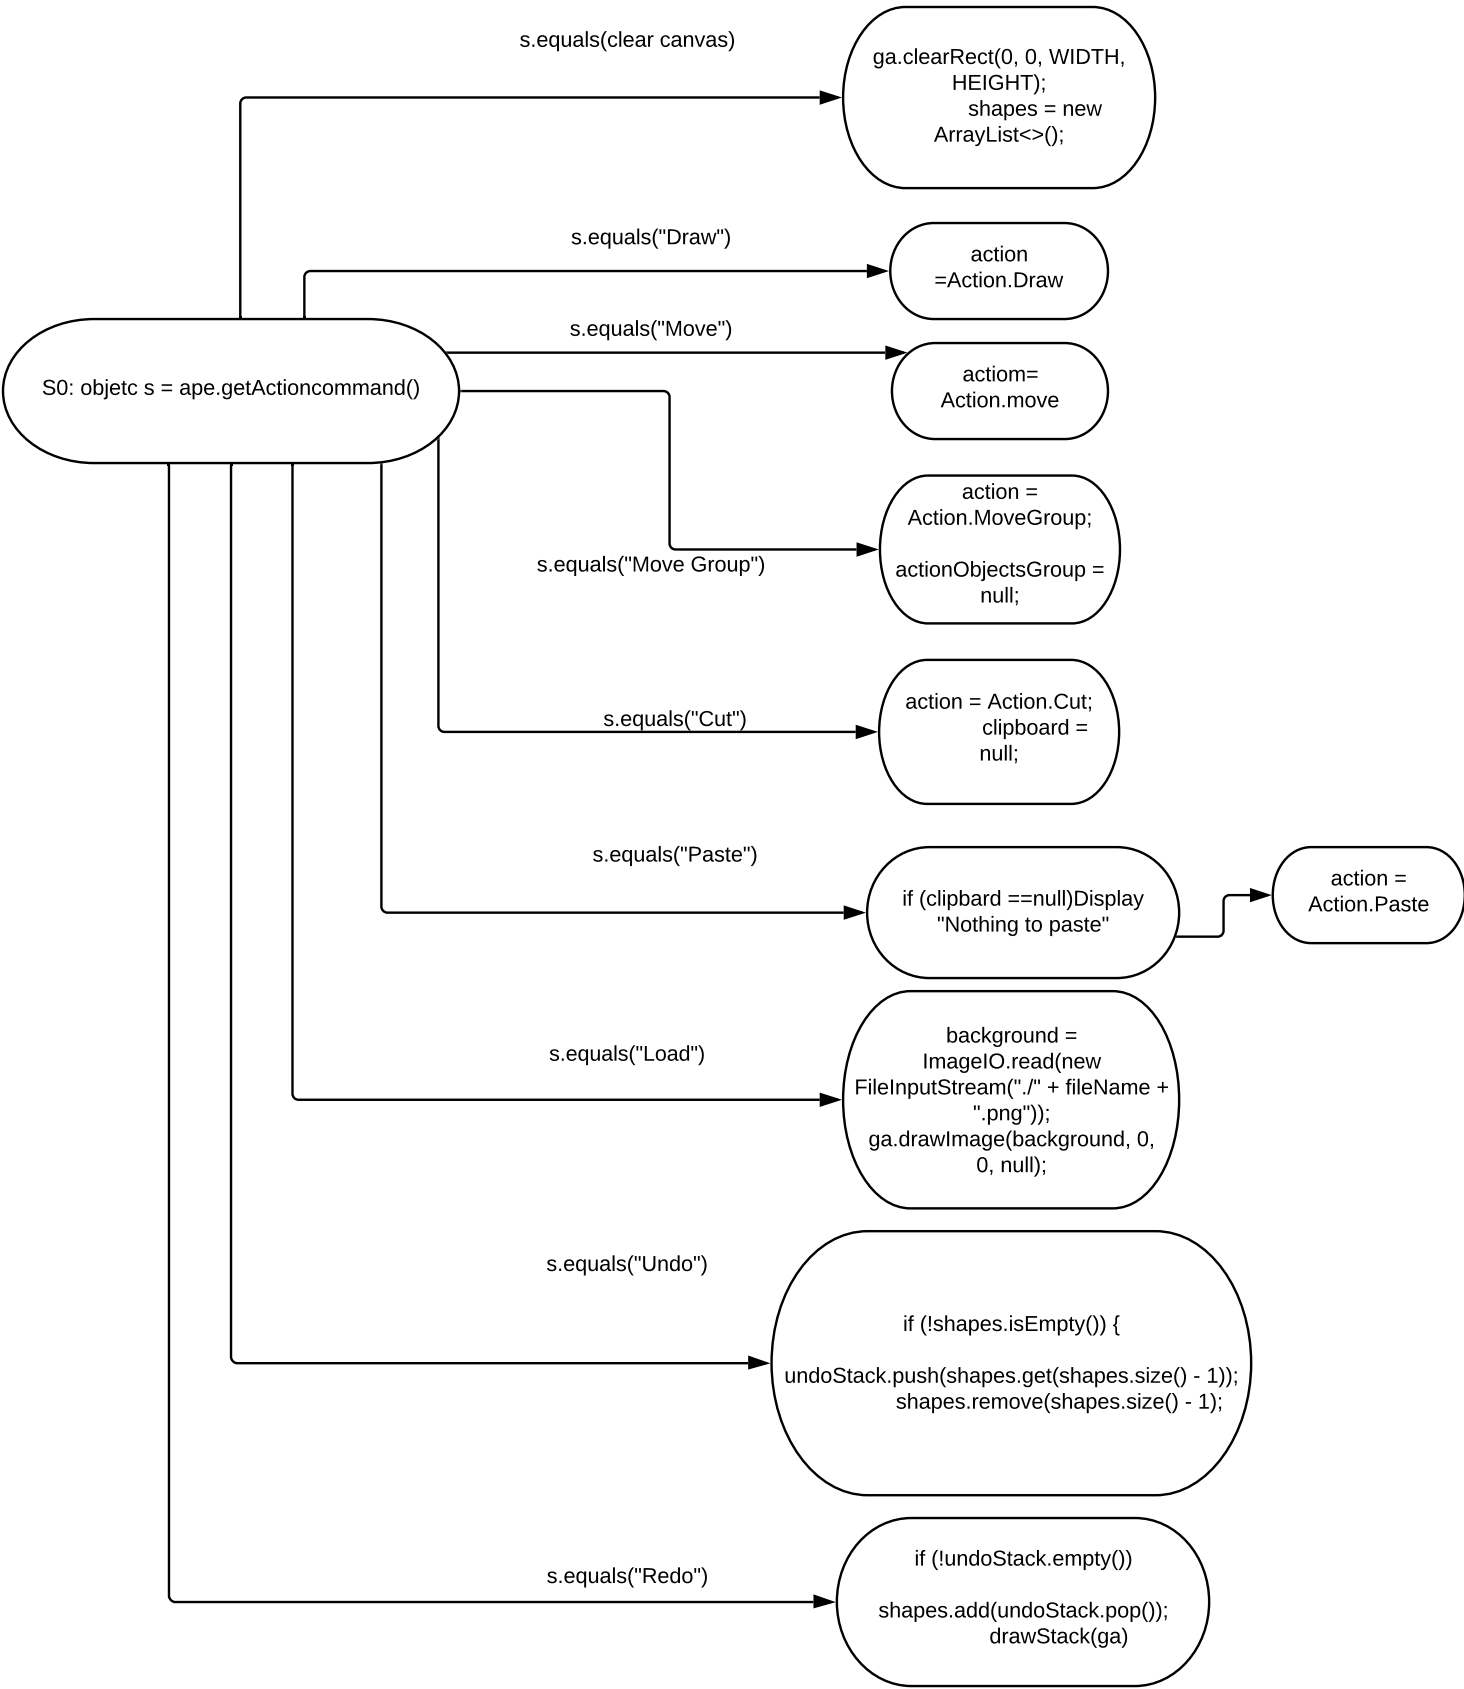 s.equals(clear canvas)
ga.clearRect(0, 0, WIDTH,
HEIGHT);
shapes = new
ArrayList<>();
s.equals("Draw")
action
=Action.Draw
s.equals("Move")
actiom=
Action.move
S0: objetc s = ape.getActioncommand()
action =
Action.MoveGroup;
actionObjectsGroup =
null;
s.equals("Move Group")
s.equals("Cut")
action = Action.Cut;
clipboard =
null;
s.equals("Paste")
if (clipbard ==null)Display
"Nothing to paste"
action =
Action.Paste
s.equals("Load")
background =
ImageIO.read(new
FileInputStream("./" + fileName +
".png"));
ga.drawImage(background, 0,
0, null);
s.equals("Undo")
if (!shapes.isEmpty()) {
undoStack.push(shapes.get(shapes.size() - 1));
shapes.remove(shapes.size() - 1);
s.equals("Redo")
if (!undoStack.empty())
shapes.add(undoStack.pop());
drawStack(ga)